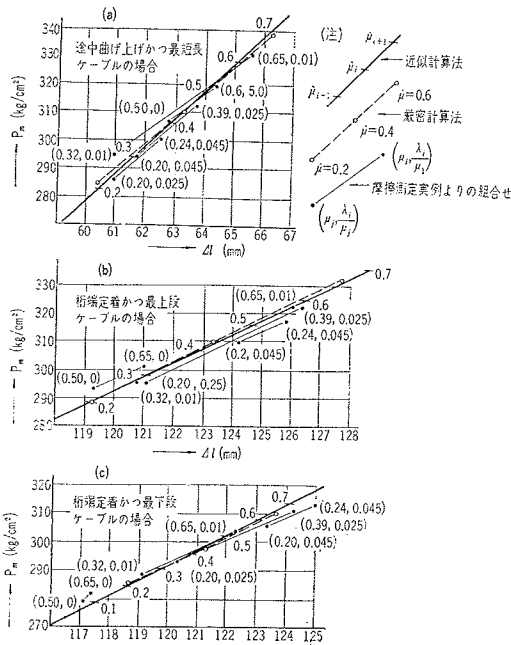 (a)
途中曲げ上げかつ最短長
ケーブルの場合
P m (kg/cm²)
340
330
320
310
300
290
280
0.7
0.6
(0.65, 0.01)
0.5
(0.6, 5.0)
(0.50, 0)
(0.39, 0.025)
0.4
(0.24, 0.045)
0.3
(0.32, 0.01)
(0.20, 0.045)
(0.20, 0.025)
0.2
60 61 62 63 64 65 66 67
Δl (mm)
(注)
μ i+1
μ i
μ i-1
近似計算法
μ=0.6
厳密計算法
μ=0.4
μ=0.2
(μ i, λ i/μ i)
摩擦測定実例よりの組合せ
(μ i, λ i/μ i)
(b)
桁端定着かつ最上段
ケーブルの場合
P m (kg/cm²)
330
320
310
300
290
280
0.7
(0.65, 0.01)
0.6
(0.39, 0.025)
0.5
(0.24, 0.045)
0.4
(0.2, 0.045)
(0.65, 0)
0.3
(0.50, 0)
(0.20, 0.25)
(0.32, 0.01)
0.2
119 120 121 122 123 124 125 126 127 128
Δl (mm)
(c)
桁端定着かつ最下段
ケーブルの場合
P m (kg/cm²)
320
310
300
290
280
270
0.7
0.6
(0.24, 0.045)
(0.65, 0.01)
(0.39, 0.025)
0.5
(0.20, 0.045)
0.4
(0.32, 0.01)
0.3
(0.20, 0.025)
(0.65, 0)
0.2
(0.50, 0)
0.1
117 118 119 120 121 122 123 124 125